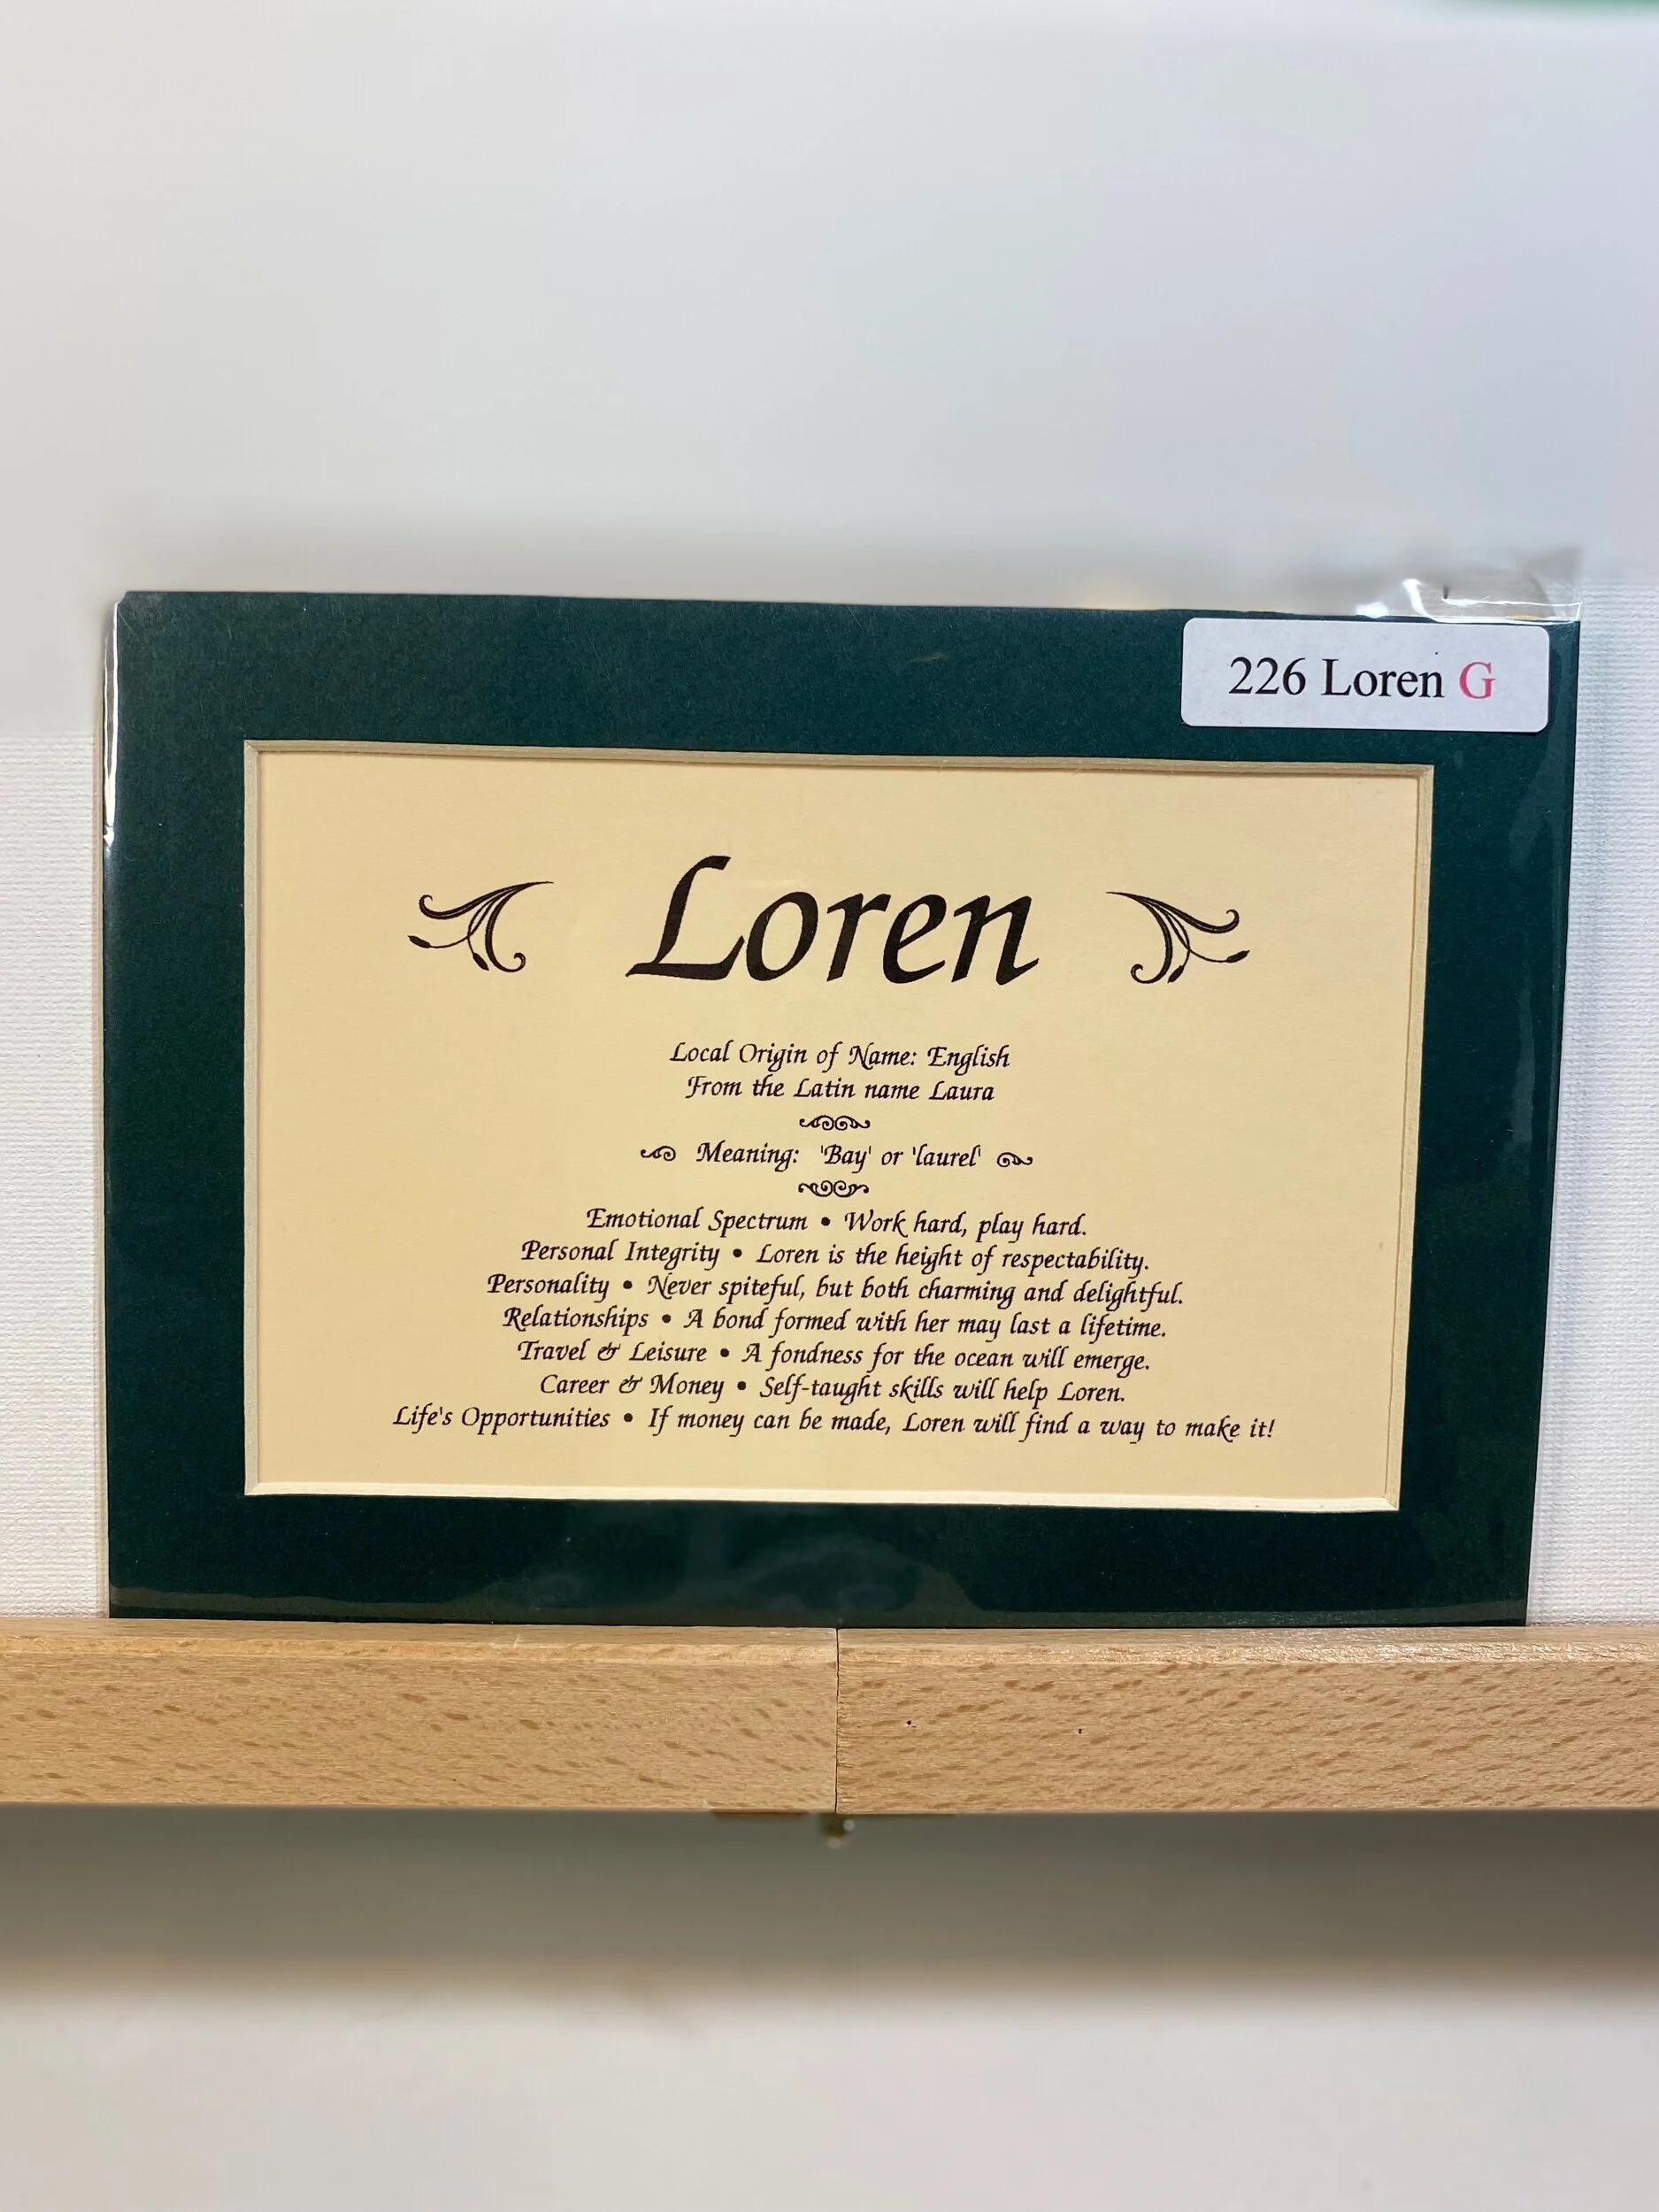 226 Loren G
Loren
Local Origin of Name: English
From the Latin name Laura
Meaning: 'Bay' or 'laurel'
Emotional Spectrum • Work hard, play hard.
Personal Integrity • Loren is the height of respectability.
Personality • Never spiteful, but both charming and delightful.
Relationships • A bond formed with her may last a lifetime.
Travel & Leisure • A fondness for the ocean will emerge.
Career & Money • Self-taught skills will help Loren.
Life's Opportunities • If money can be made, Loren will find a way to make it!